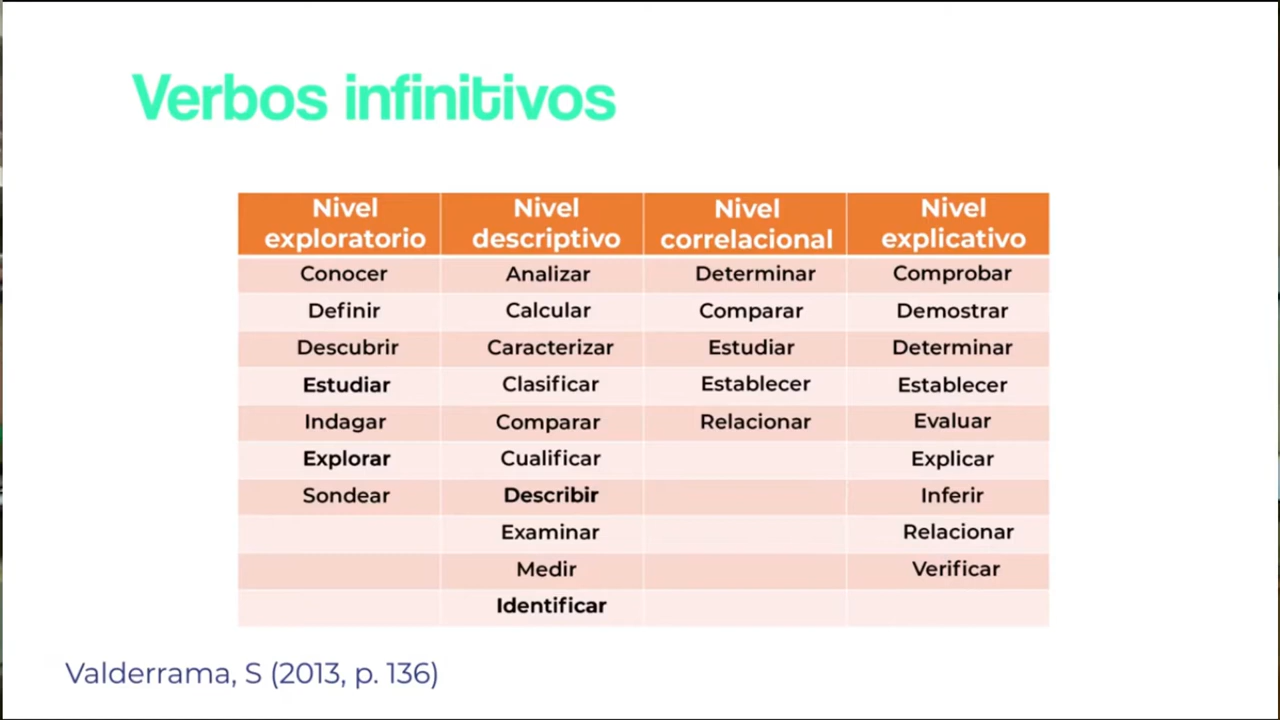 Verbos infinitivos
Nivel exploratorio Nivel descriptivo Nivel correlacional Nivel explicativo
Conocer Analizar Determinar Comprobar
Definir Calcular Comparar Demostrar
Descubrir Caracterizar Estudiar Determinar
Estudiar Clasificar Establecer Establecer
Indagar Comparar Relacionar Evaluar
Explorar Cualificar Explicar
Sondear Describir Inferir
Examinar Relacionar
Medir Verificar
Identificar
Valderrama, S (2013, p. 136)